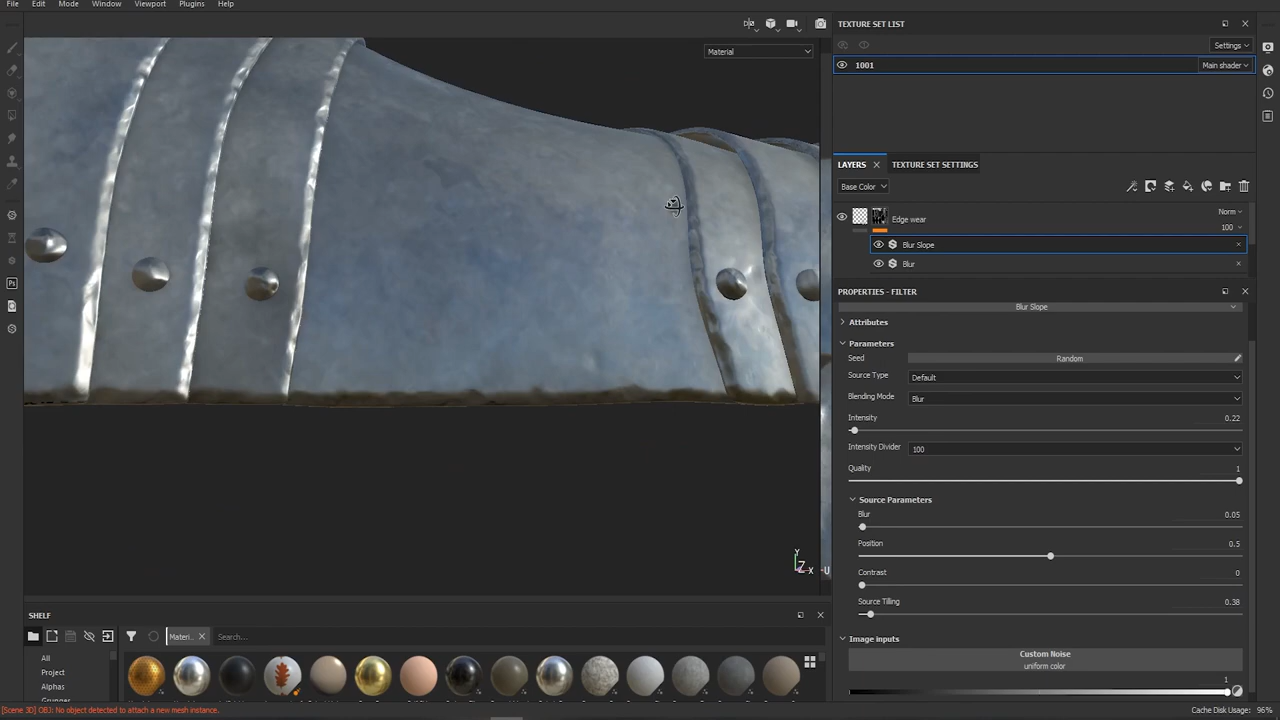 File Edit Mode Window Viewport Plugins Help
Material
TEXTURE SET LIST
Settings
1001
Main shader
LAYERS
TEXTURE SET SETTINGS
Base Color
Edge wear
Norm
100
Blur Slope
Blur
PROPERTIES - FILTER
Blur Slope
Attributes
Parameters
Seed
Random
Source Type
Default
Blending Mode
Blur
Intensity
0.22
Intensity Divider
100
Quality
1
Source Parameters
Blur
0.05
Position
0.5
Contrast
0
Source Tilling
0.38
Image inputs
Custom Noise
uniform color
1
Y
Z X
-U
Ps
SHELF
Materi...
Search...
All
Project
Alphas
[Scene 3D] OBJ: No object detected to attach a new mesh instance.
Cache Disk Usage: 96%